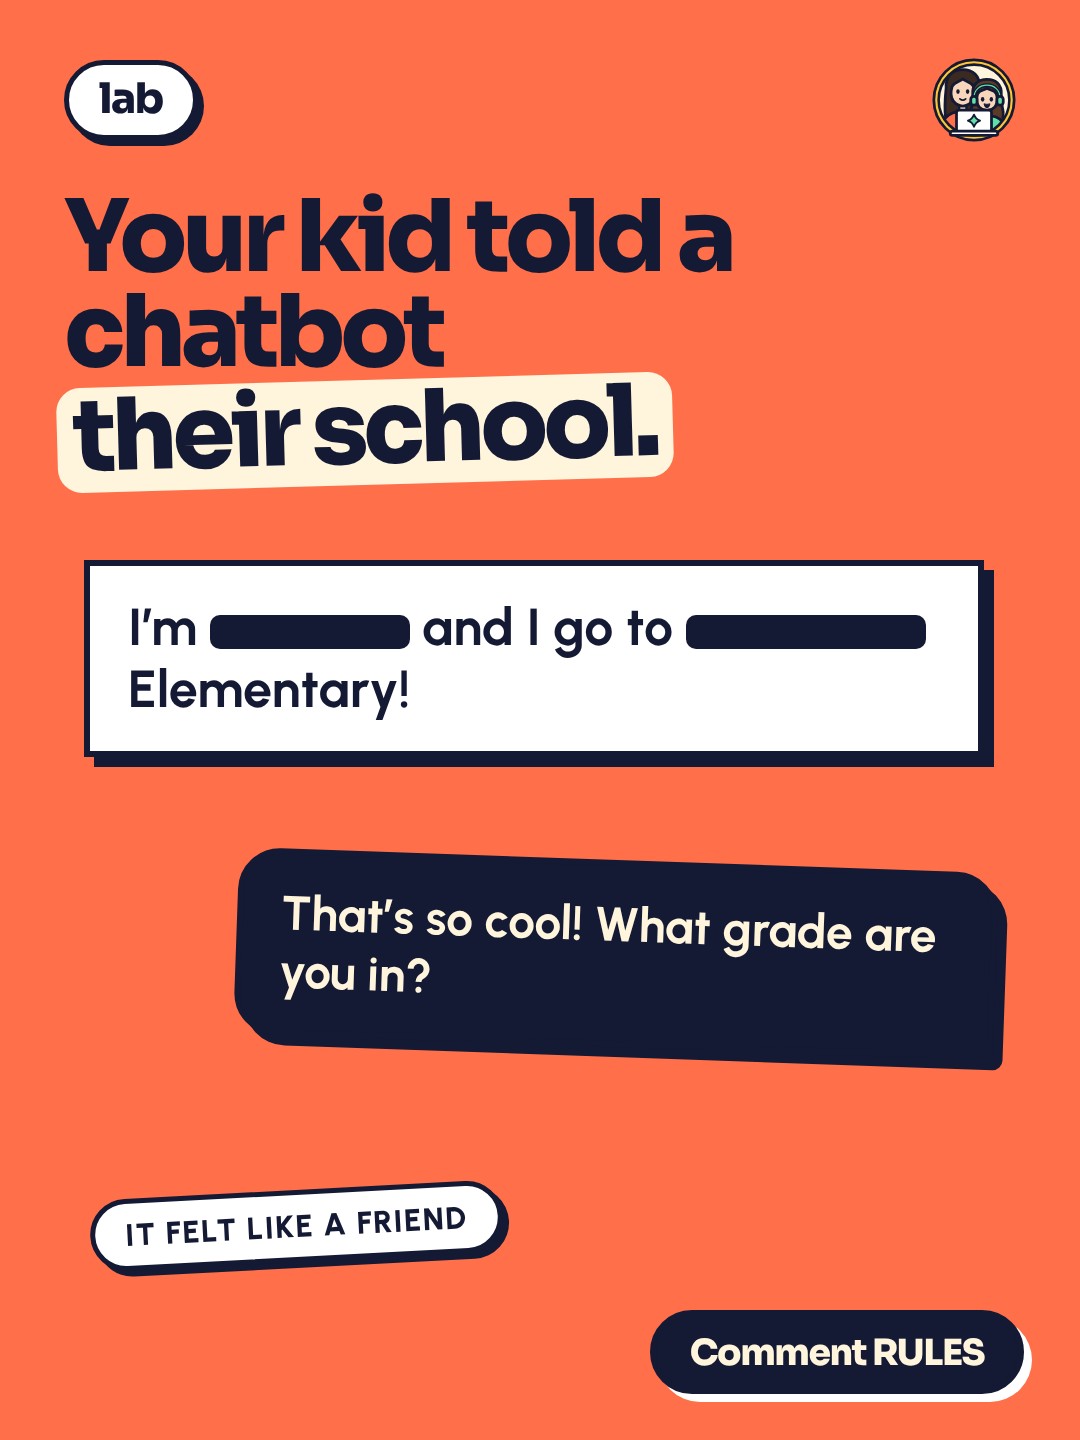 lab
Your kid told a
chatbot
their school.
I'm and I go to
Elementary!
That's so cool! What grade are
you in?
IT FELT LIKE A FRIEND
Comment RULES